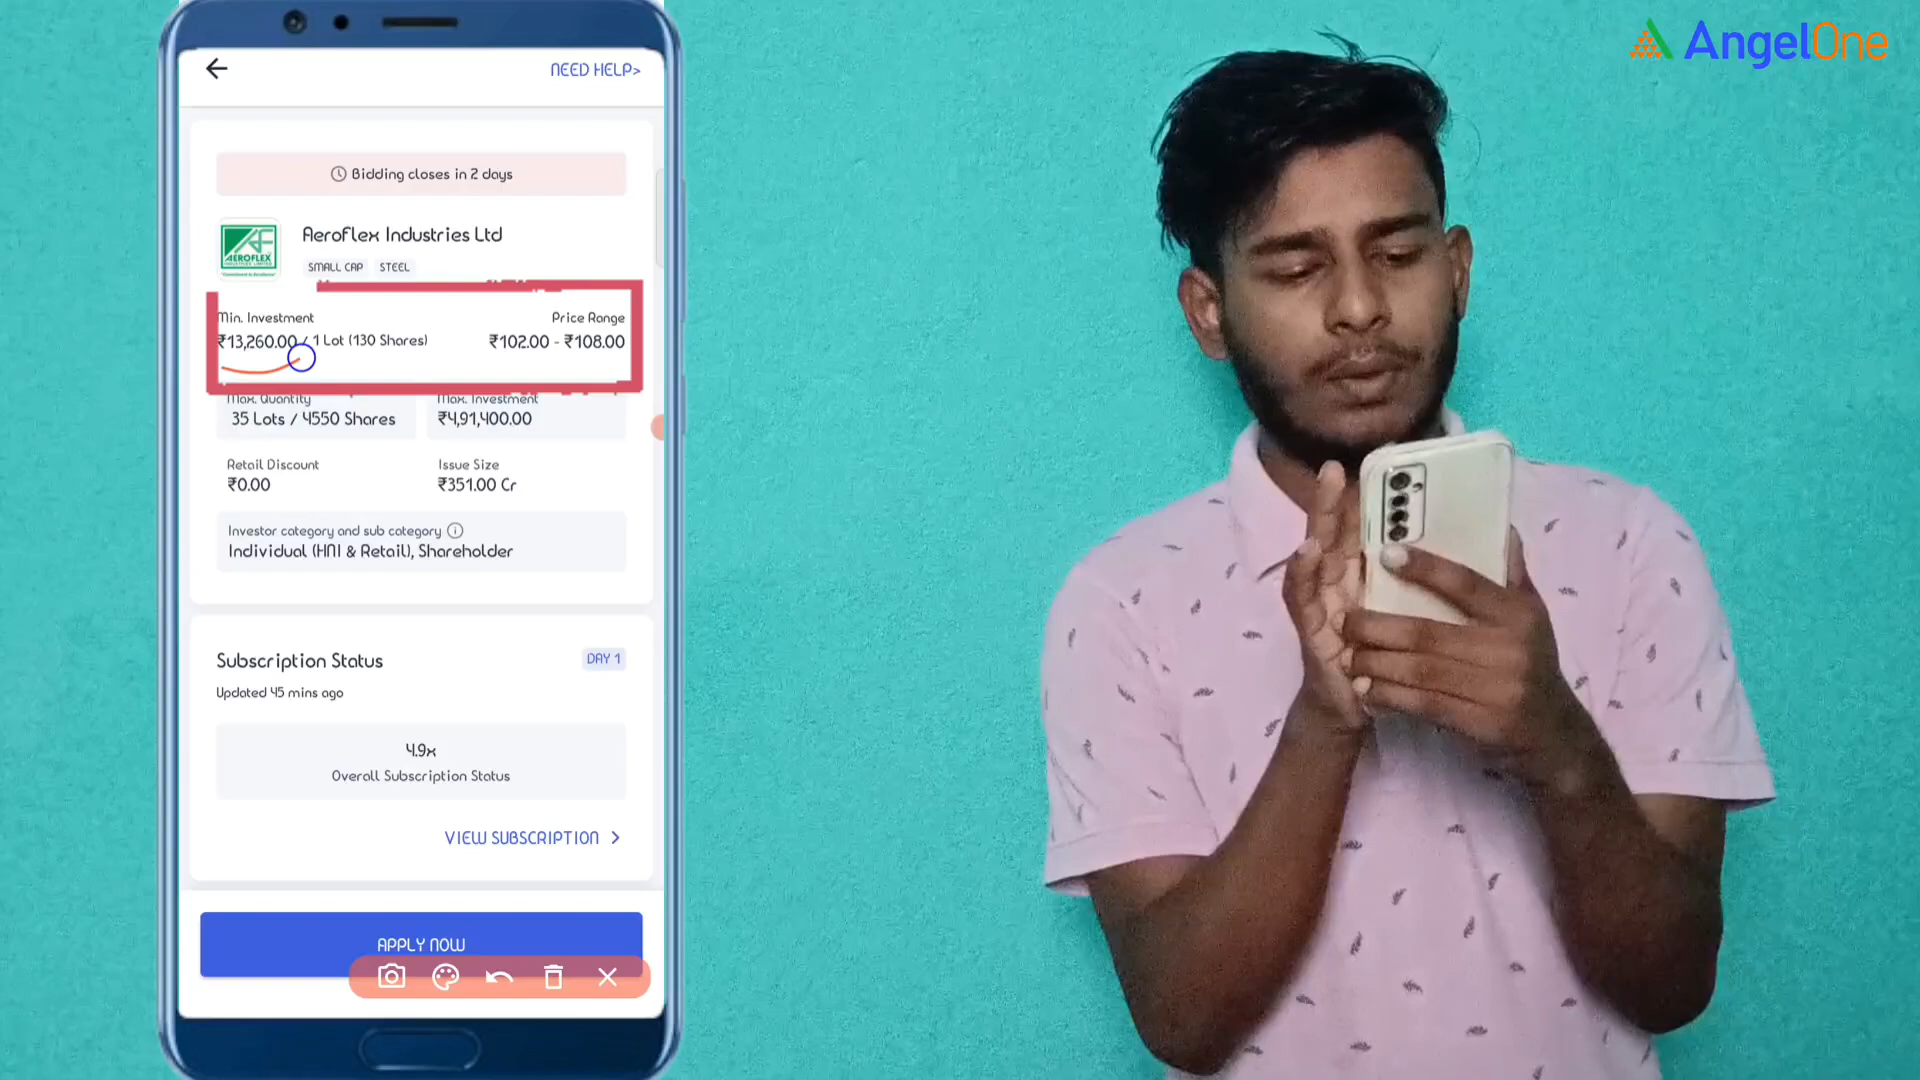 AngelOne
NEED HELP>
Bidding closes in 2 days
AEROFLEX
Aeroflex Industries Ltd
SMALL CAP STEEL
Min. Investment Price Range
₹13,260.00 / 1 Lot (130 Shares) ₹102.00 - ₹108.00
Max. Quantity Max. Investment
35 Lots / 4550 Shares ₹4,91,400.00
Retail Discount Issue Size
₹0.00 ₹351.00 Cr
Investor category and sub category
Individual (HNI & Retail), Shareholder
Subscription Status DAY 1
Updated 45 mins ago
4.9x
Overall Subscription Status
VIEW SUBSCRIPTION >
APPLY NOW